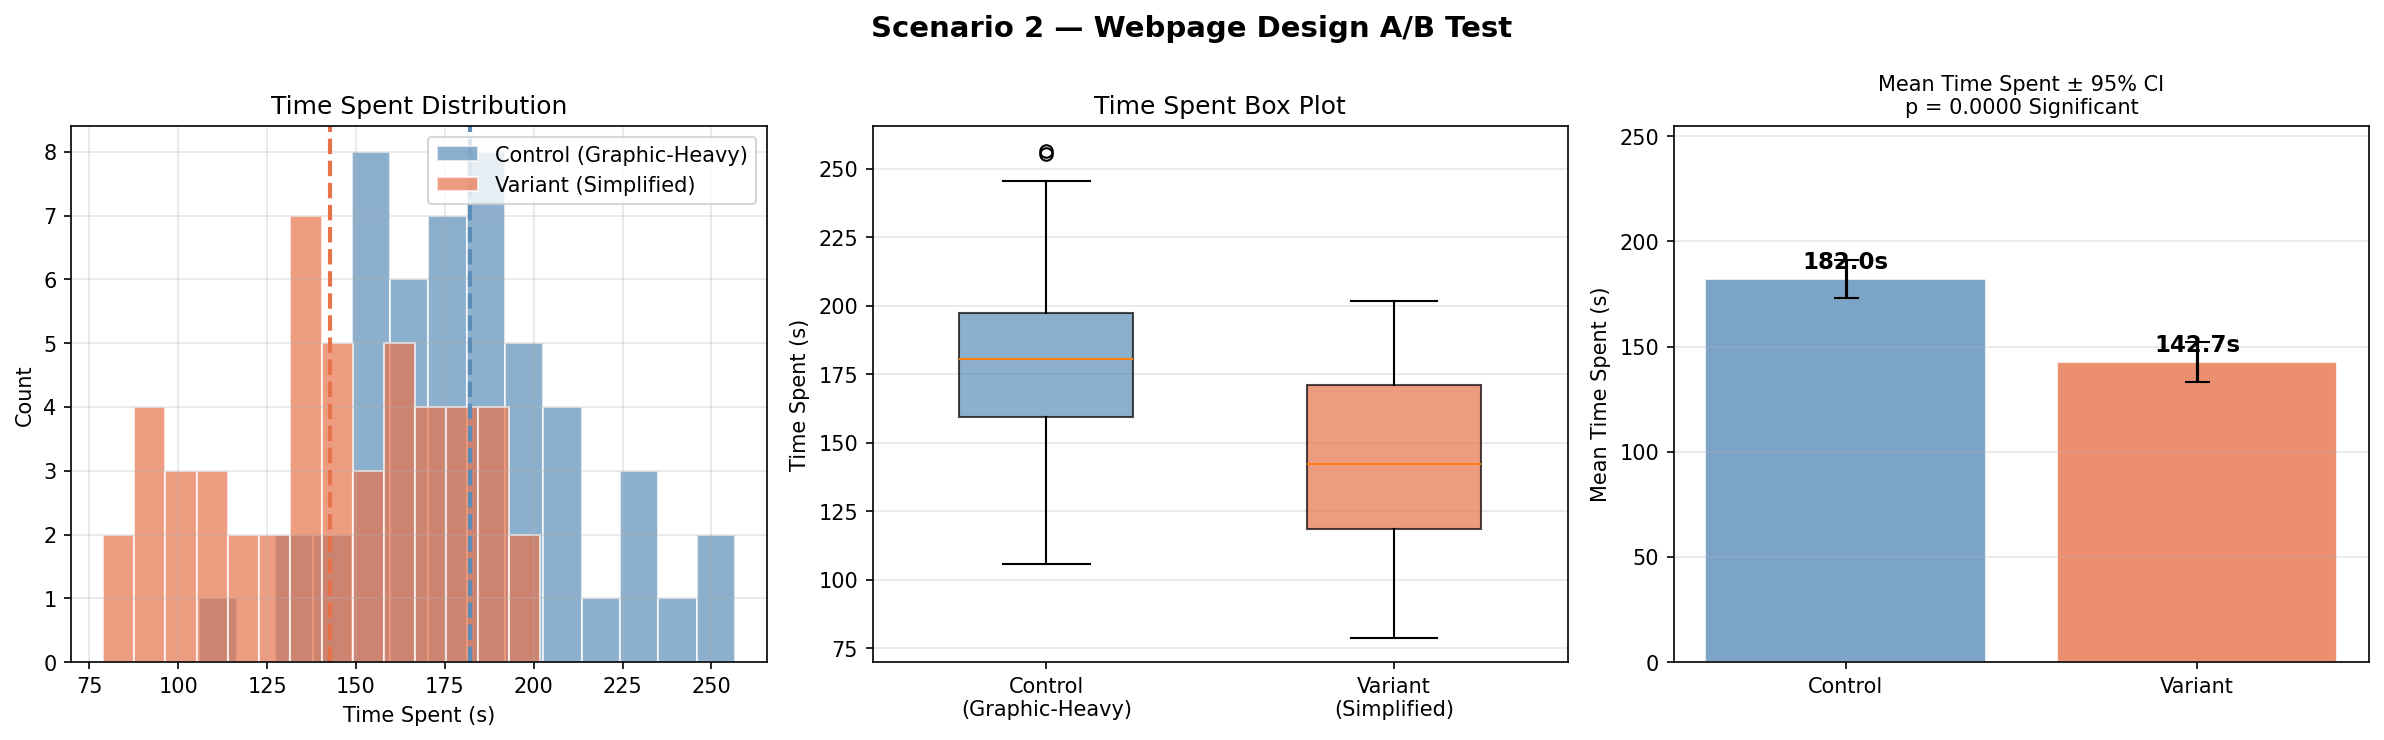 Scenario 2 — Webpage Design A/B Test
Time Spent Distribution
Control (Graphic-Heavy)
Variant (Simplified)
8
7
6
5
4
3
2
1
0
Count
75 100 125 150 175 200 225 250
Time Spent (s)
Time Spent Box Plot
250
225
200
175
150
125
100
75
Time Spent (s)
Control
(Graphic-Heavy)
Variant
(Simplified)
Mean Time Spent ± 95% CI
p = 0.0000 Significant
250
200
150
100
50
0
Mean Time Spent (s)
182.0s
142.7s
Control Variant